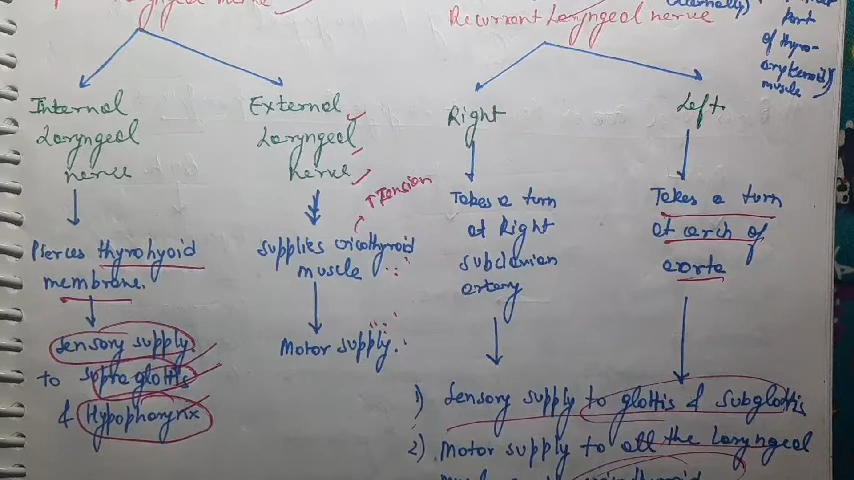 nerve
Recurrent Laryngeal nerve
part
of thyro-
arytenoid
muscle
Internal
Laryngeal
nerve
Pierces thyrohyoid
membrane.
Sensory supply
to supraglottis
& Hypopharynx
External
Laryngeal
nerve
↑Tension
supplies cricothyroid
muscle
Motor supply.
Right
Takes a turn
at Right
subclavian
artery
Left
Takes a turn
at arch of
aorta
1) Sensory supply to glottis & subglottis
2) Motor supply to all the Laryngeal